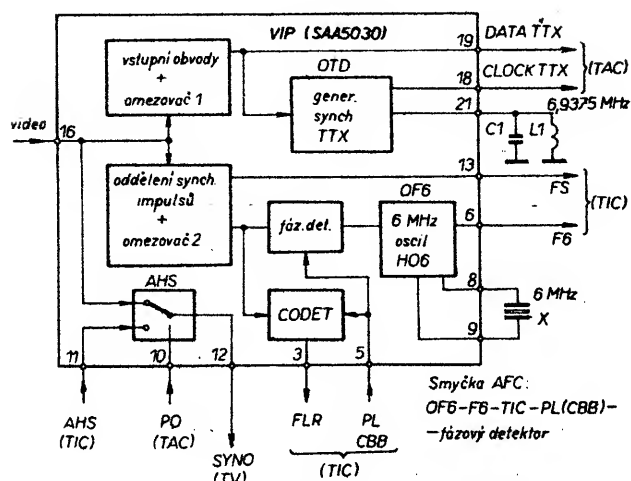 VIP (SAA5030)
19
DATA TTX
vstupní obvody
+
omezovač 1
OTD
gener.
synch
TTX
18
CLOCK TTX
(TAC)
21
6,9375 MHz
C1
L1
video
16
oddělení synch.
impulsů
+
omezovač 2
13
FS
(TIC)
fáz.det.
OF6
6 MHz
oscil
HO6
6
F6
AHS
CODET
8
6 MHz
X
9
11
10
12
3
5
AHS
(TIC)
PO
(TAC)
SYNO
(TV)
FLR
PL
CBB
(TIC)
Smyčka AFC:
OF6-F6-TIC-PL(CBB)-
-fázový detektor